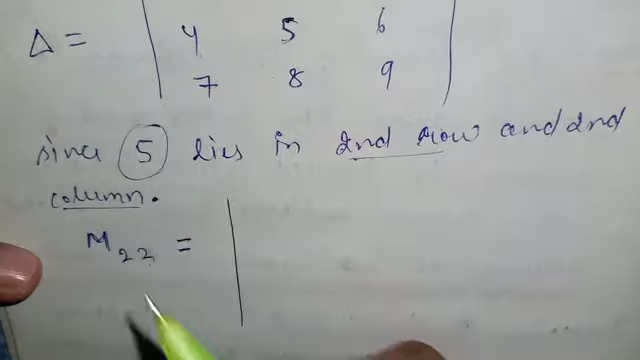 Δ = | 4 5 6 |
7 8 9
since 5 lies in 2nd row and 2nd
column.
M22 = |